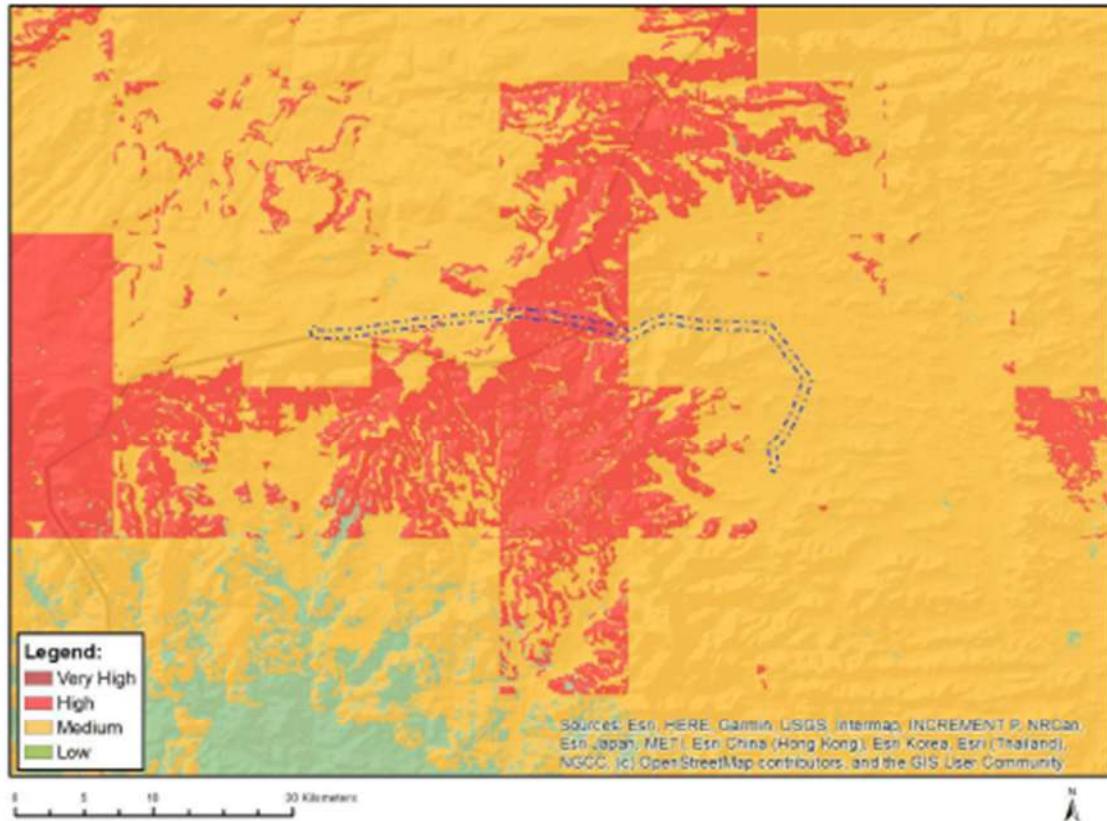 Legend:
Very High
High
Medium
Low
Sources: Esri, HERE, Garmin, USGS, Intermap, INCREMENT P, NRCan,
Esri Japan, METI, Esri China (Hong Kong), Esri Korea, Esri (Thailand),
NGCC, (c) OpenStreetMap contributors, and the GIS User Community
0 5 10 20 Kilometers
N